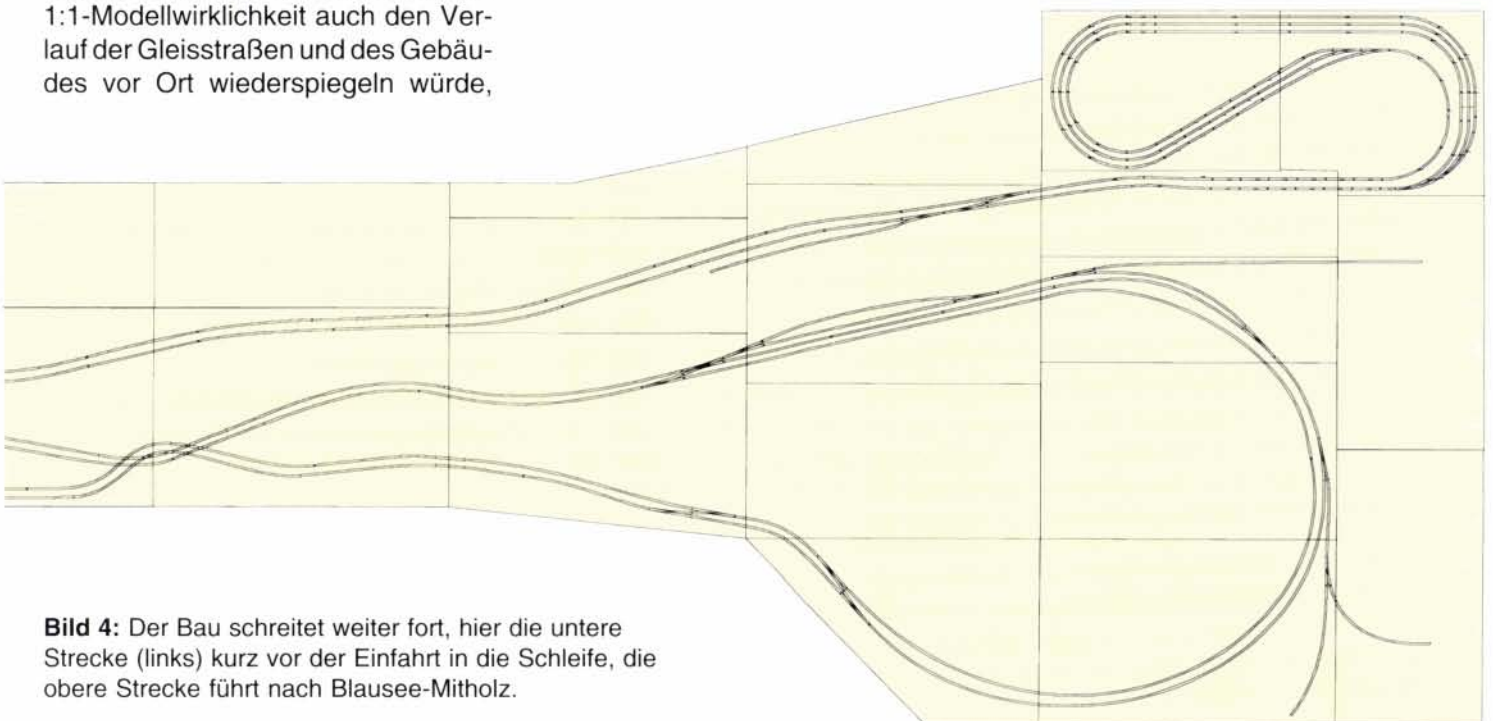 1:1-Modellwirklichkeit auch den Ver-
lauf der Gleisstraßen und des Gebäu-
des vor Ort wiederspiegeln würde,
Bild 4: Der Bau schreitet weiter fort, hier die untere
Strecke (links) kurz vor der Einfahrt in die Schleife, die
obere Strecke führt nach Blausee-Mitholz.